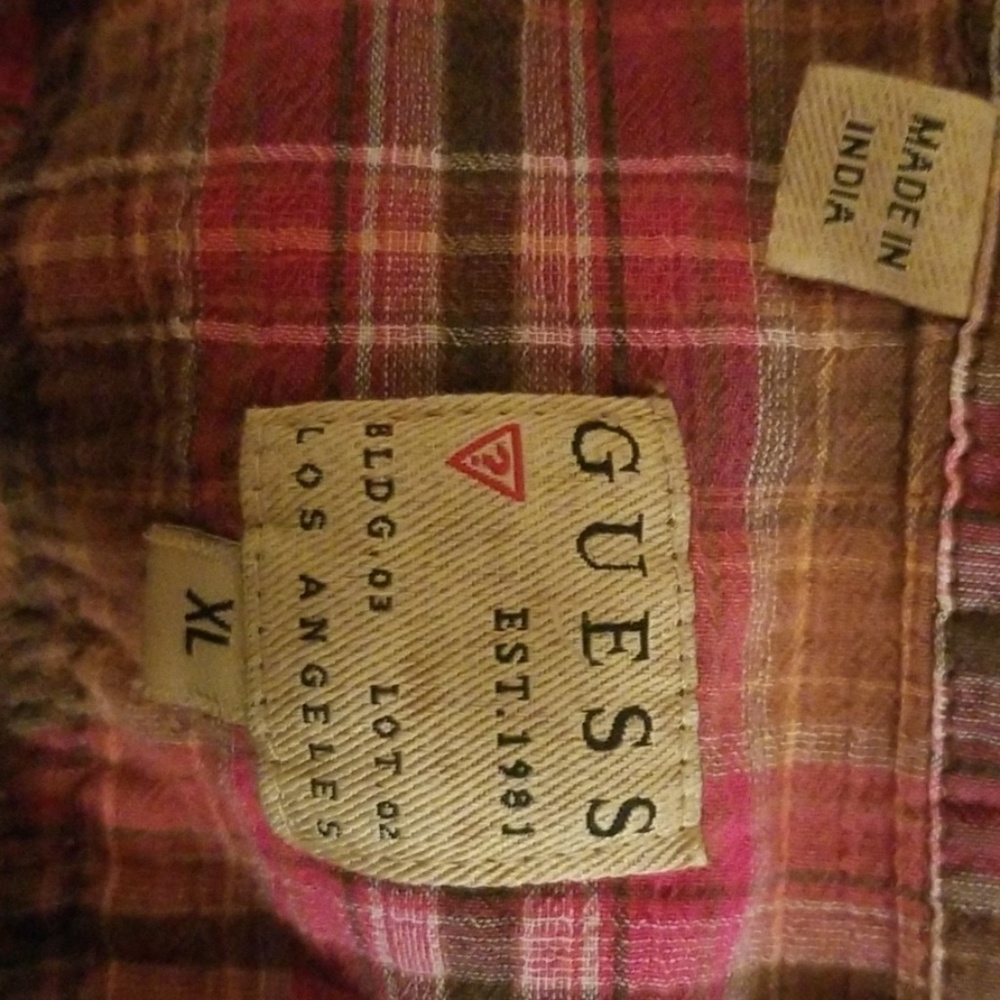 GUESS
?
EST.1981
BLDG.03 LOT.02
LOS ANGELES
XL
MADE IN
INDIA